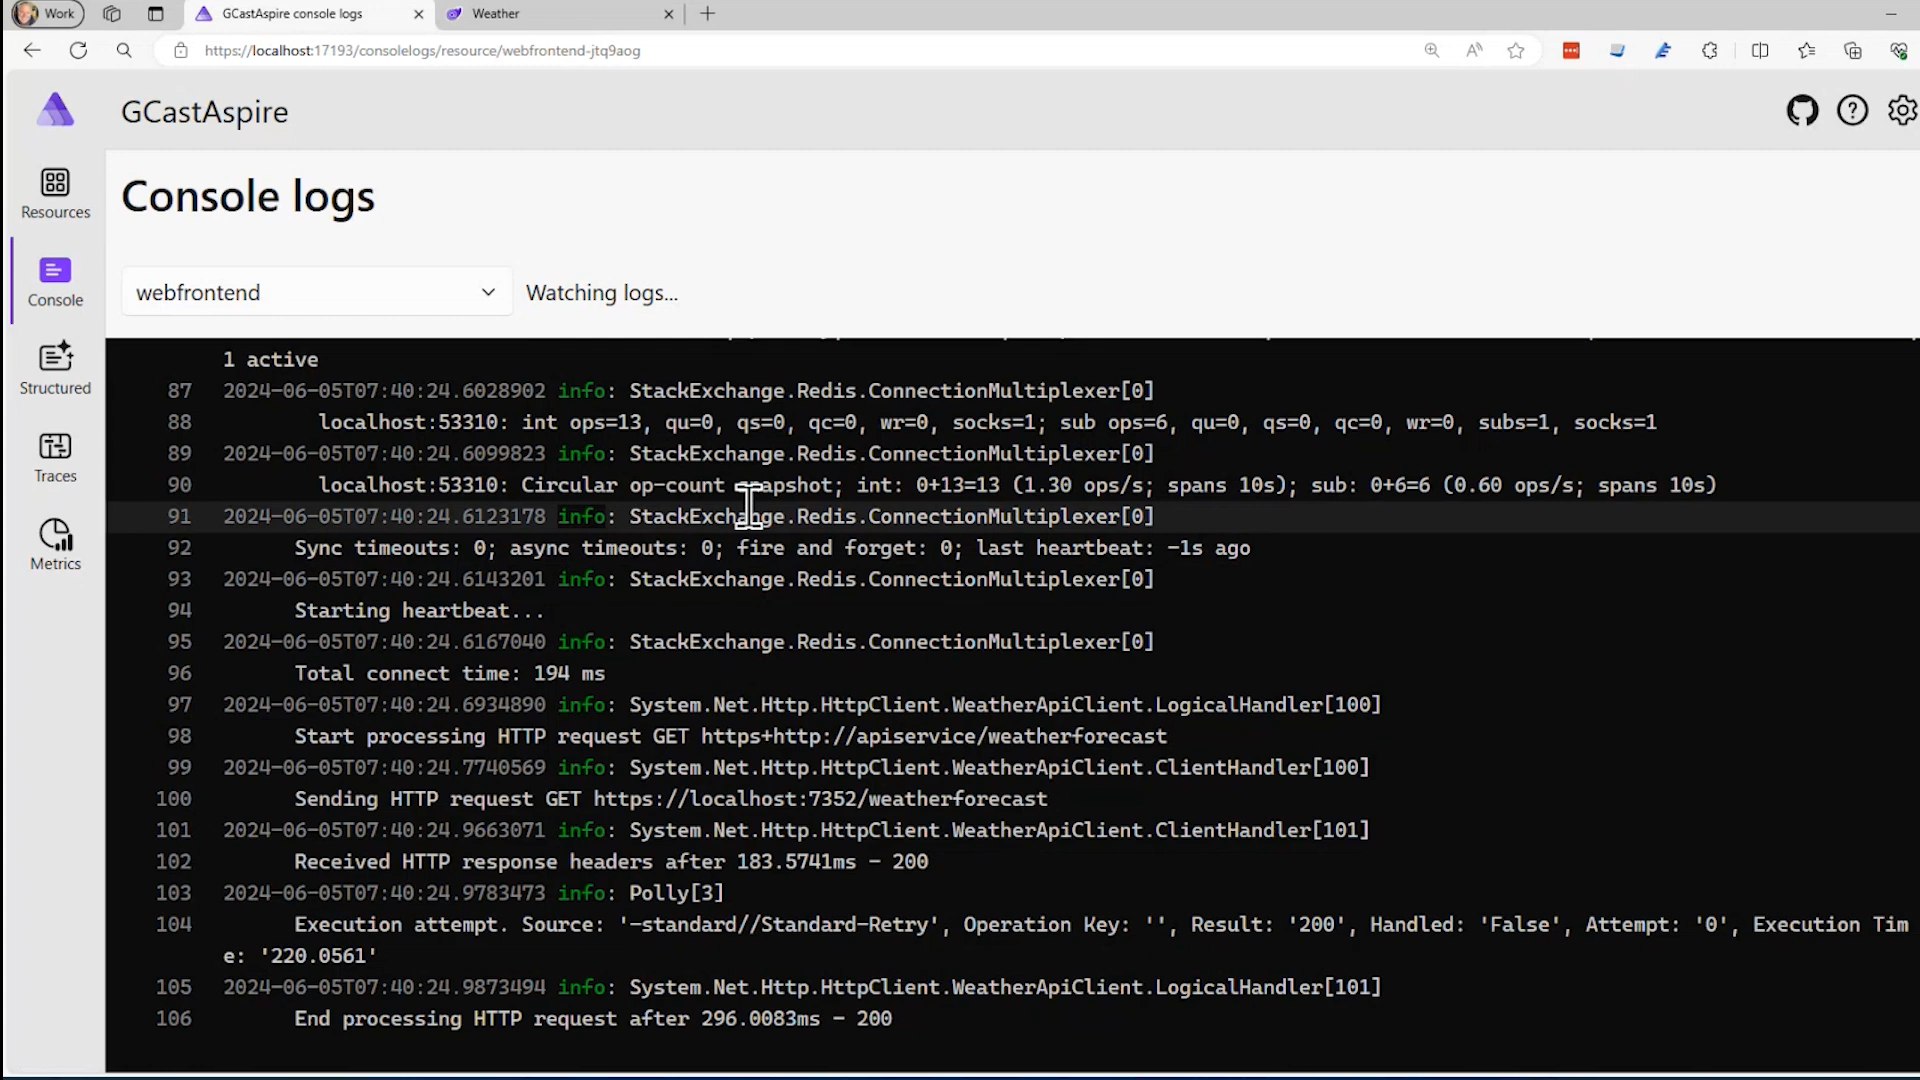 Work
GCastAspire console logs
Weather
https://localhost:17193/consolelogs/resource/webfrontend-jtq9aog
GCastAspire
Resources
Console
Structured
Traces
Metrics
Console logs
webfrontend
Watching logs...
1 active
87 2024-06-05T07:40:24.6028902 info: StackExchange.Redis.ConnectionMultiplexer[0]
88 localhost:53310: int ops=13, qu=0, qs=0, qc=0, wr=0, socks=1; sub ops=6, qu=0, qs=0, qc=0, wr=0, subs=1, socks=1
89 2024-06-05T07:40:24.6099823 info: StackExchange.Redis.ConnectionMultiplexer[0]
90 localhost:53310: Circular op-count snapshot; int: 0+13=13 (1.30 ops/s; spans 10s); sub: 0+6=6 (0.60 ops/s; spans 10s)
91 2024-06-05T07:40:24.6123178 info: StackExchange.Redis.ConnectionMultiplexer[0]
92 Sync timeouts: 0; async timeouts: 0; fire and forget: 0; last heartbeat: -1s ago
93 2024-06-05T07:40:24.6143201 info: StackExchange.Redis.ConnectionMultiplexer[0]
94 Starting heartbeat...
95 2024-06-05T07:40:24.6167040 info: StackExchange.Redis.ConnectionMultiplexer[0]
96 Total connect time: 194 ms
97 2024-06-05T07:40:24.6934890 info: System.Net.Http.HttpClient.WeatherApiClient.LogicalHandler[100]
98 Start processing HTTP request GET https+http://apiservice/weatherforecast
99 2024-06-05T07:40:24.7740569 info: System.Net.Http.HttpClient.WeatherApiClient.ClientHandler[100]
100 Sending HTTP request GET https://localhost:7352/weatherforecast
101 2024-06-05T07:40:24.9663071 info: System.Net.Http.HttpClient.WeatherApiClient.ClientHandler[101]
102 Received HTTP response headers after 183.5741ms - 200
103 2024-06-05T07:40:24.9783473 info: Polly[3]
104 Execution attempt. Source: '-standard//Standard-Retry', Operation Key: '', Result: '200', Handled: 'False', Attempt: '0', Execution Tim
e: '220.0561'
105 2024-06-05T07:40:24.9873494 info: System.Net.Http.HttpClient.WeatherApiClient.LogicalHandler[101]
106 End processing HTTP request after 296.0083ms - 200